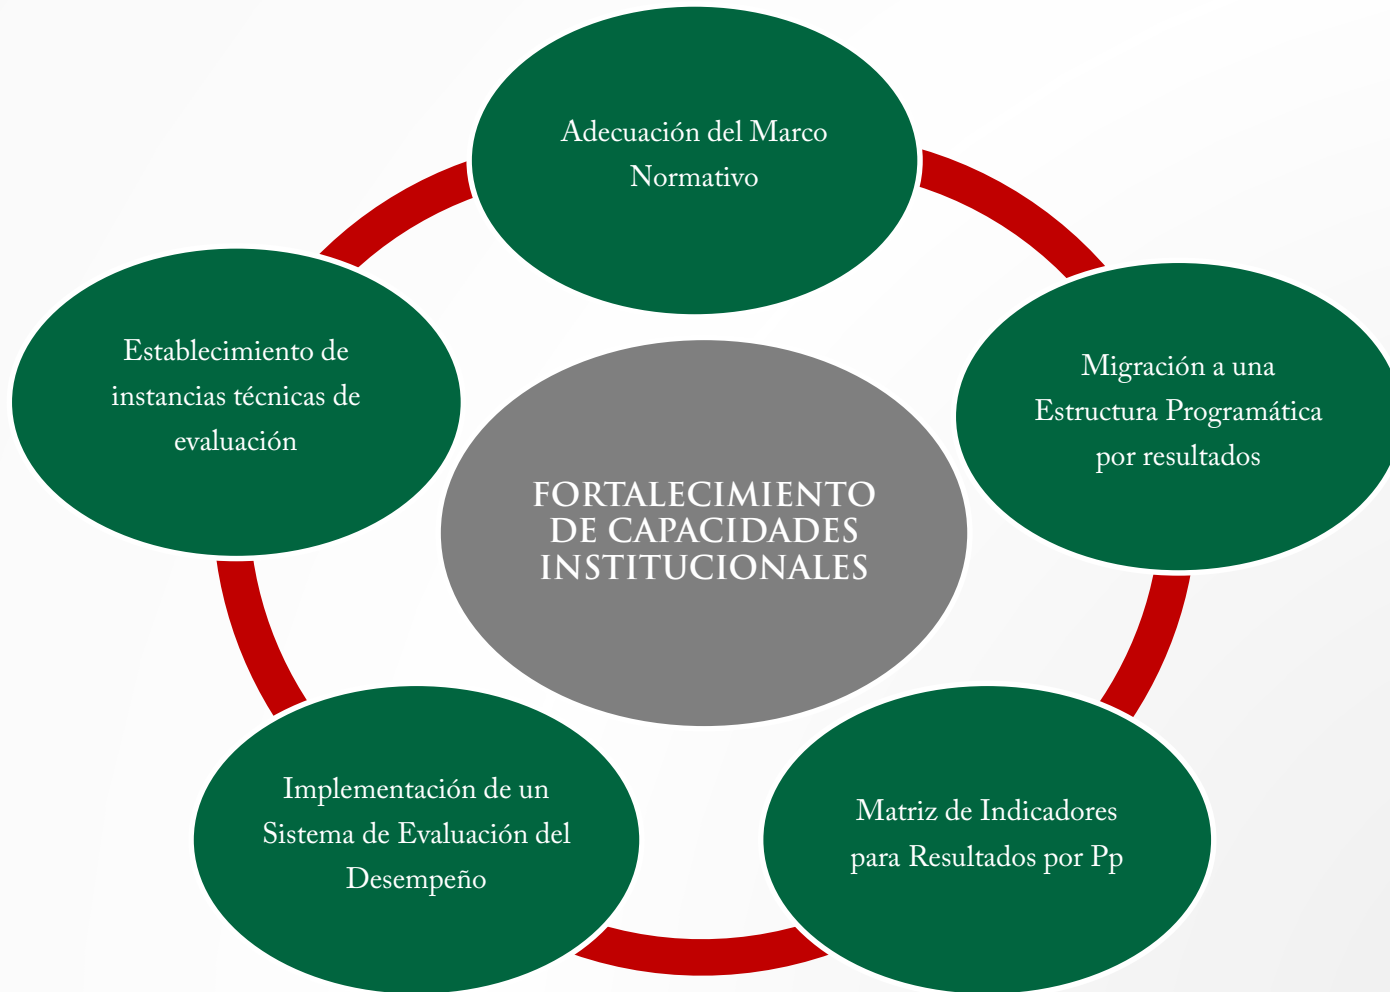 Adecuación del Marco
Normativo
Migración a una
Estructura Programática
por resultados
Matriz de Indicadores
para Resultados por Pp
Implementación de un
Sistema de Evaluación del
Desempeño
Establecimiento de
instancias técnicas de
evaluación
FORTALECIMIENTO
DE CAPACIDADES
INSTITUCIONALES